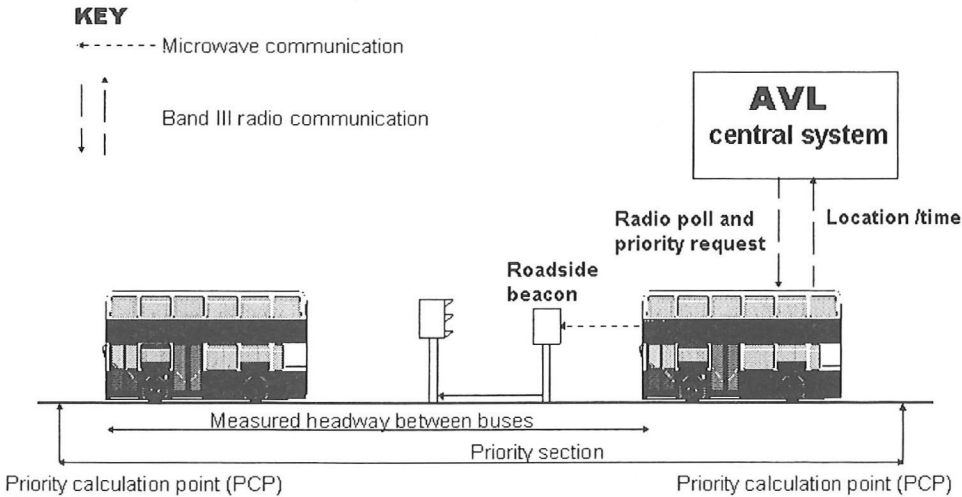 KEY
Microwave communication
Band III radio communication
AVL
central system
Radio poll and
priority request
Location /time
Roadside
beacon
Measured headway between buses
Priority section
Priority calculation point (PCP)
Priority calculation point (PCP)